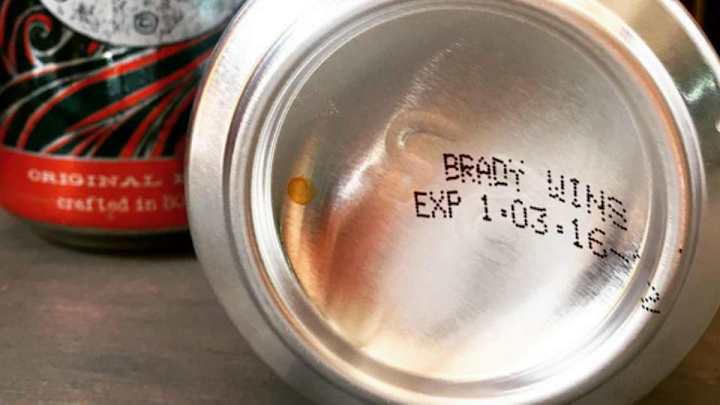 BRADY WINS
EXP 1·03·16
ORIGINAL
crafted in